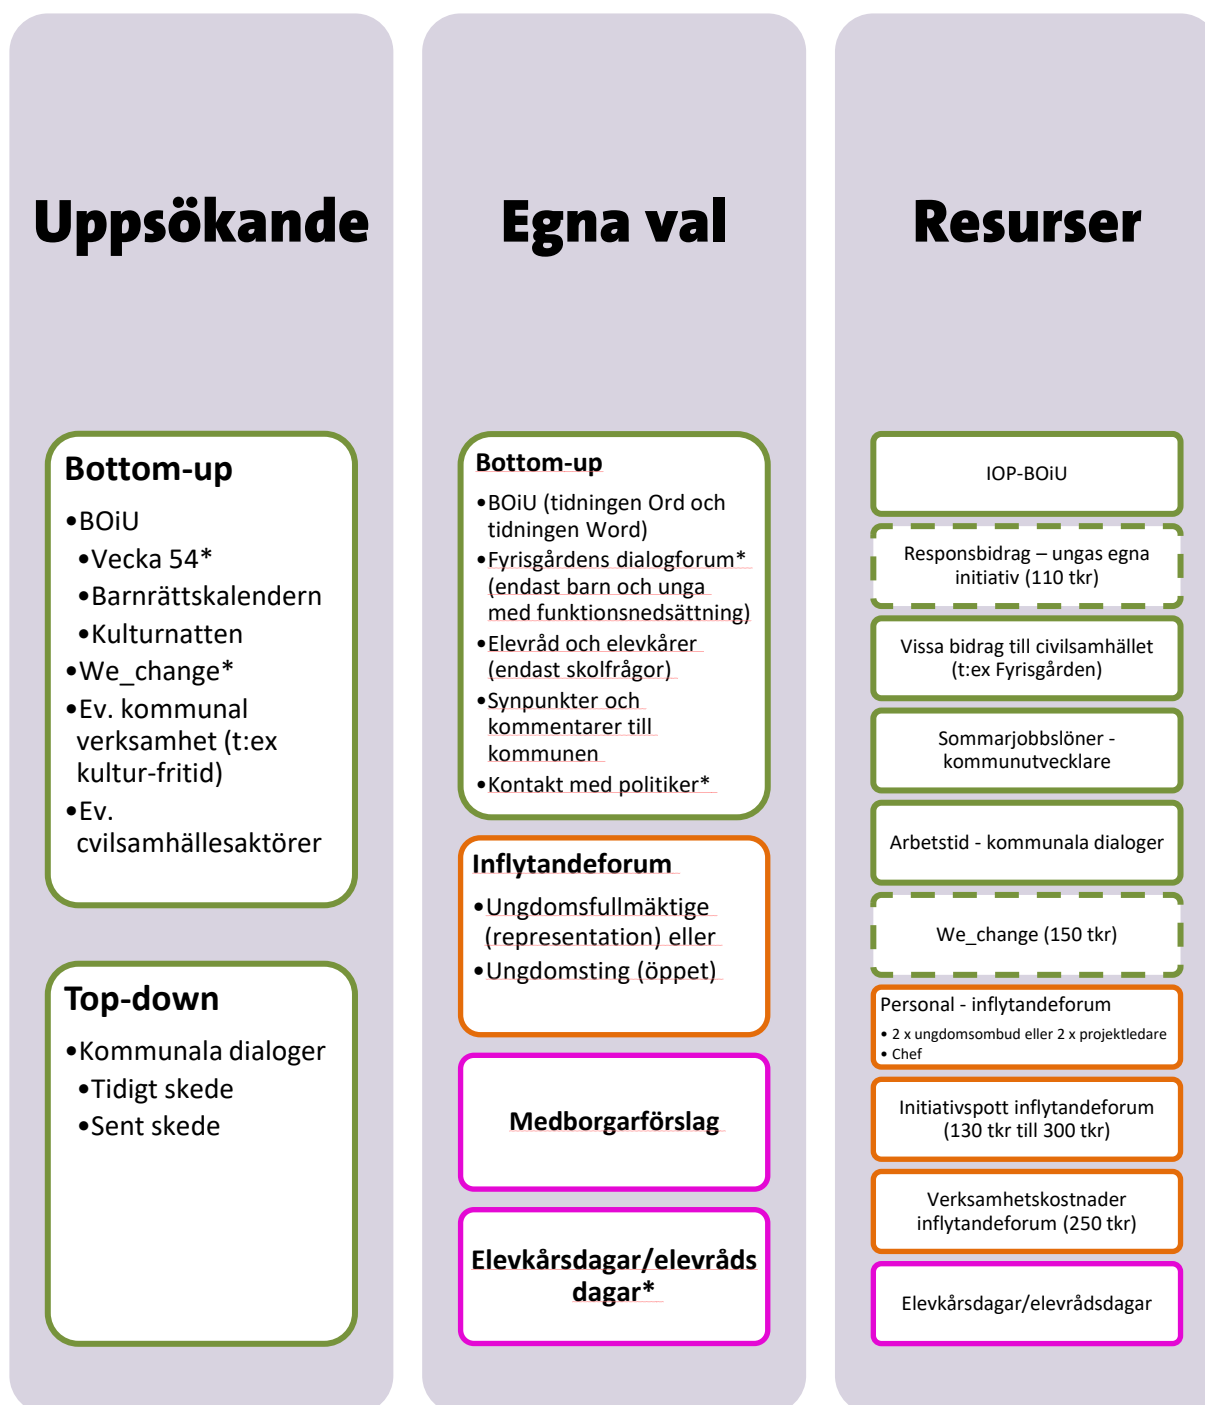 Uppsökande
Bottom-up
•BOiU
•Vecka 54*
•Barnrättskalendern
•Kulturnatten
•We_change*
•Ev. kommunal
verksamhet (t:ex
kultur-fritid)
•Ev.
cvilsamhällesaktörer
Top-down
•Kommunala dialoger
•Tidigt skede
•Sent skede
Egna val
Bottom-up
•BOiU (tidningen Ord och
tidningen Word)
•Fyrisgårdens dialogforum*
(endast barn och unga
med funktionsnedsättning)
•Elevråd och elevkårer
(endast skolfrågor)
•Synpunkter och
kommentarer till
kommunen
•Kontakt med politiker*
Inflytandeforum
•Ungdomsfullmäktige
(representation) eller
•Ungdomsting (öppet)
Medborgarförslag
Elevkårsdagar/elevråds
dagar*
Resurser
IOP-BOiU
Responsbidrag – ungas egna
initiativ (110 tkr)
Vissa bidrag till civilsamhället
(t:ex Fyrisgården)
Sommarjobbslöner -
kommunutvecklare
Arbetstid - kommunala dialoger
We_change (150 tkr)
Personal - inflytandeforum
• 2 x ungdomsombud eller 2 x projektledare
• Chef
Initiativspott inflytandeforum
(130 tkr till 300 tkr)
Verksamhetskostnader
inflytandeforum (250 tkr)
Elevkårsdagar/elevrådsdagar